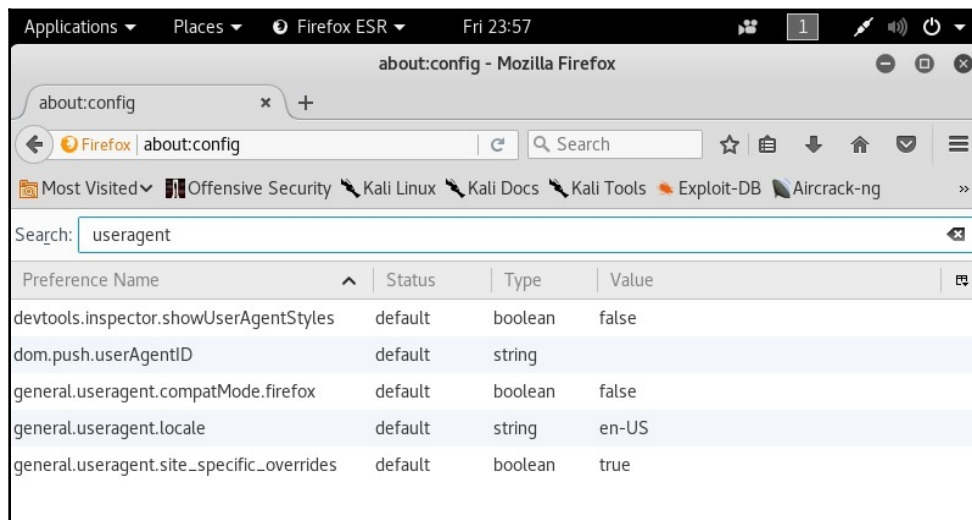 Applications Places Firefox ESR Fri 23:57 1
about:config - Mozilla Firefox
about:config
Firefox about:config Search
Most Visited Offensive Security Kali Linux Kali Docs Kali Tools Exploit-DB Aircrack-ng »
Search: useragent
Preference Name Status Type Value
devtools.inspector.showUserAgentStyles default boolean false
dom.push.userAgentID default string
general.useragent.compatMode.firefox default boolean false
general.useragent.locale default string en-US
general.useragent.site_specific_overrides default boolean true